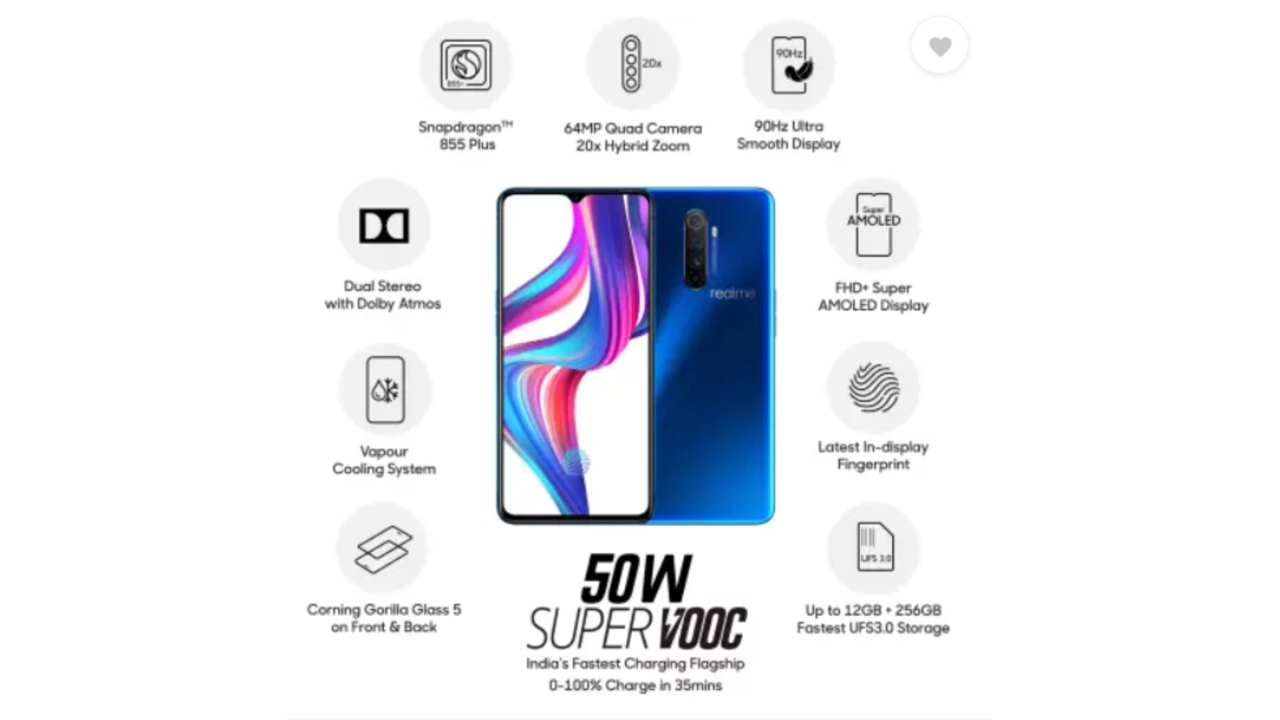 855+
20x
90Hz
Snapdragon™
855 Plus
64MP Quad Camera
20x Hybrid Zoom
90Hz Ultra
Smooth Display
Super
AMOLED
realme
Dual Stereo
with Dolby Atmos
FHD+ Super
AMOLED Display
Vapour
Cooling System
Latest In-display
Fingerprint
UFS 3.0
Corning Gorilla Glass 5
on Front & Back
Up to 12GB + 256GB
Fastest UFS3.0 Storage
50W
SUPER VOOC
India's Fastest Charging Flagship
0-100% Charge in 35mins